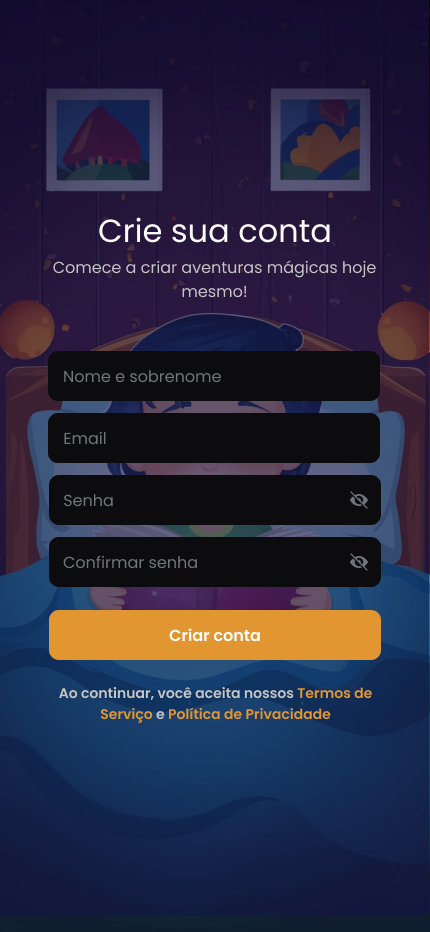 Crie sua conta
Comece a criar aventuras mágicas hoje
mesmo!
Nome e sobrenome
Email
Senha
Confirmar senha
Criar conta
Ao continuar, você aceita nossos Termos de
Serviço e Política de Privacidade